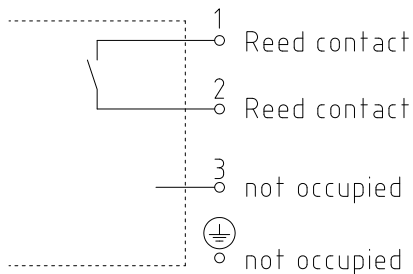 1 Reed contact
2 Reed contact
3 not occupied
not occupied